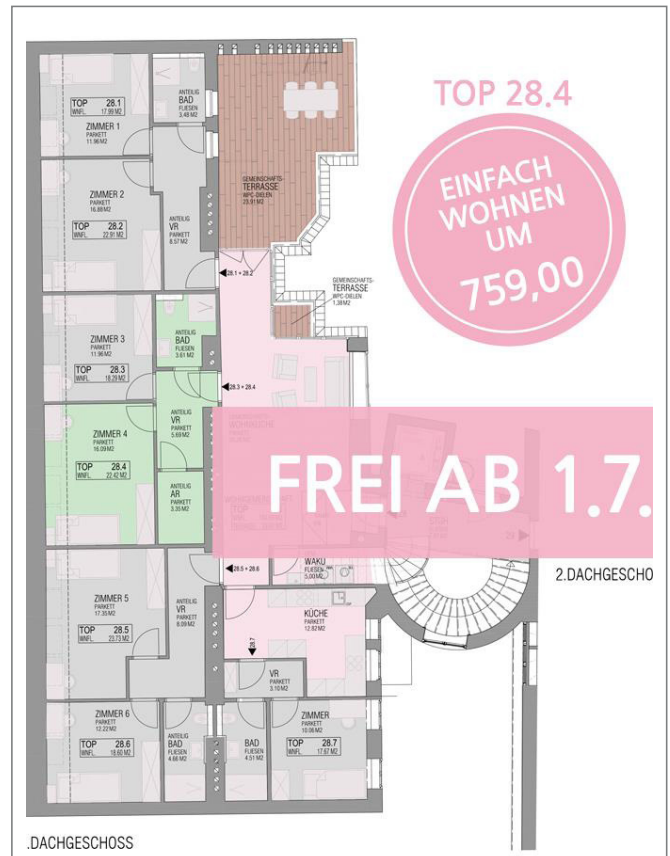 TOP 28.4
EINFACH
WOHNEN
UM
759,00
FREI AB 1.7.
TOP 28.1
WNFL. 17.99 M2
ZIMMER 1
PARKETT
11.96 M2
ANTEILIG
BAD
FLIESEN
3.48 M2
ZIMMER 2
PARKETT
16.88 M2
TOP 28.2
WNFL. 22.91 M2
ANTEILIG
VR
PARKETT
8.57 M2
GEMEINSCHAFTS-
TERRASSE
WPC-DIELEN
23.91 M2
28.1 + 28.2
GEMEINSCHAFTS-
TERRASSE
WPC-DIELEN
1.38 M2
ZIMMER 3
PARKETT
11.96 M2
TOP 28.3
WNFL. 18.29 M2
ANTEILIG
BAD
FLIESEN
3.61 M2
28.3 + 28.4
ANTEILIG
VR
PARKETT
5.69 M2
ZIMMER 4
PARKETT
16.09 M2
TOP 28.4
WNFL. 22.42 M2
ANTEILIG
AR
PARKETT
3.35 M2
28.5 + 28.6
WAKÜ
FLIESEN
5.00 M2
2.DACHGESCHO
ZIMMER 5
PARKETT
17.35 M2
TOP 28.5
WNFL. 23.73 M2
ANTEILIG
VR
PARKETT
8.09 M2
KÜCHE
PARKETT
12.82 M2
28.7
VR
PARKETT
3.10 M2
ZIMMER 6
PARKETT
12.22 M2
TOP 28.6
WNFL. 18.60 M2
ANTEILIG
BAD
FLIESEN
4.66 M2
BAD
FLIESEN
4.51 M2
ZIMMER
PARKETT
10.06 M2
TOP 28.7
WNFL. 17.67 M2
.DACHGESCHOSS